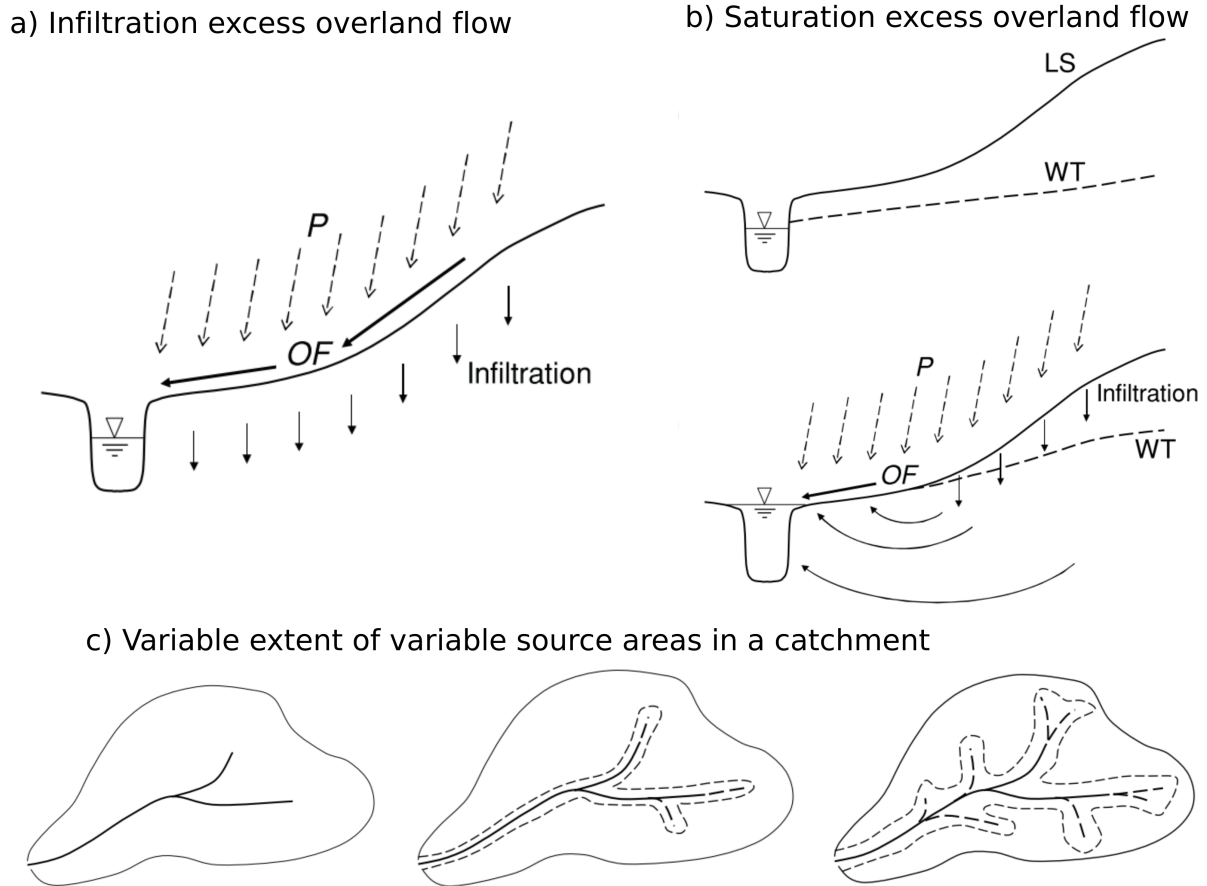 a) Infiltration excess overland flow
P
OF
Infiltration
b) Saturation excess overland flow
LS
WT
P
Infiltration
WT
OF
c) Variable extent of variable source areas in a catchment